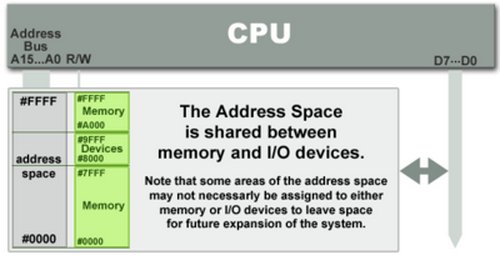 CPU
Address
Bus
A15...A0 R/W
D7...D0
#FFFF
address
space
#0000
#FFFF
Memory
#A000
#9FFF
Devices
#8000
#7FFF
Memory
#0000
The Address Space
is shared between
memory and I/O devices.
Note that some areas of the address space
may not necessarly be assigned to either
memory or I/O devices to leave space
for future expansion of the system.